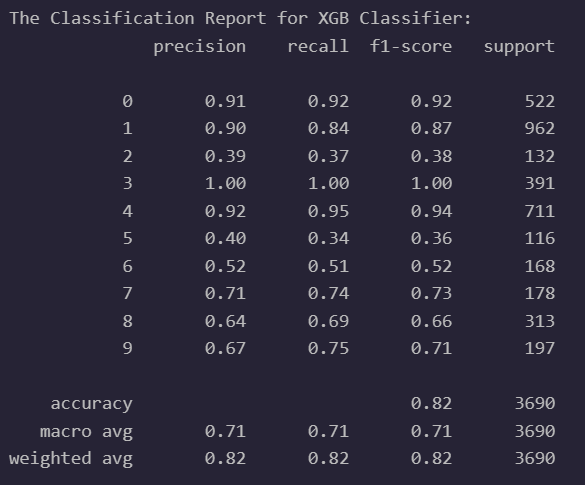 The Classification Report for XGB Classifier:
precision recall f1-score support
0 0.91 0.92 0.92 522
1 0.90 0.84 0.87 962
2 0.39 0.37 0.38 132
3 1.00 1.00 1.00 391
4 0.92 0.95 0.94 711
5 0.40 0.34 0.36 116
6 0.52 0.51 0.52 168
7 0.71 0.74 0.73 178
8 0.64 0.69 0.66 313
9 0.67 0.75 0.71 197
accuracy 0.82 3690
macro avg 0.71 0.71 0.71 3690
weighted avg 0.82 0.82 0.82 3690